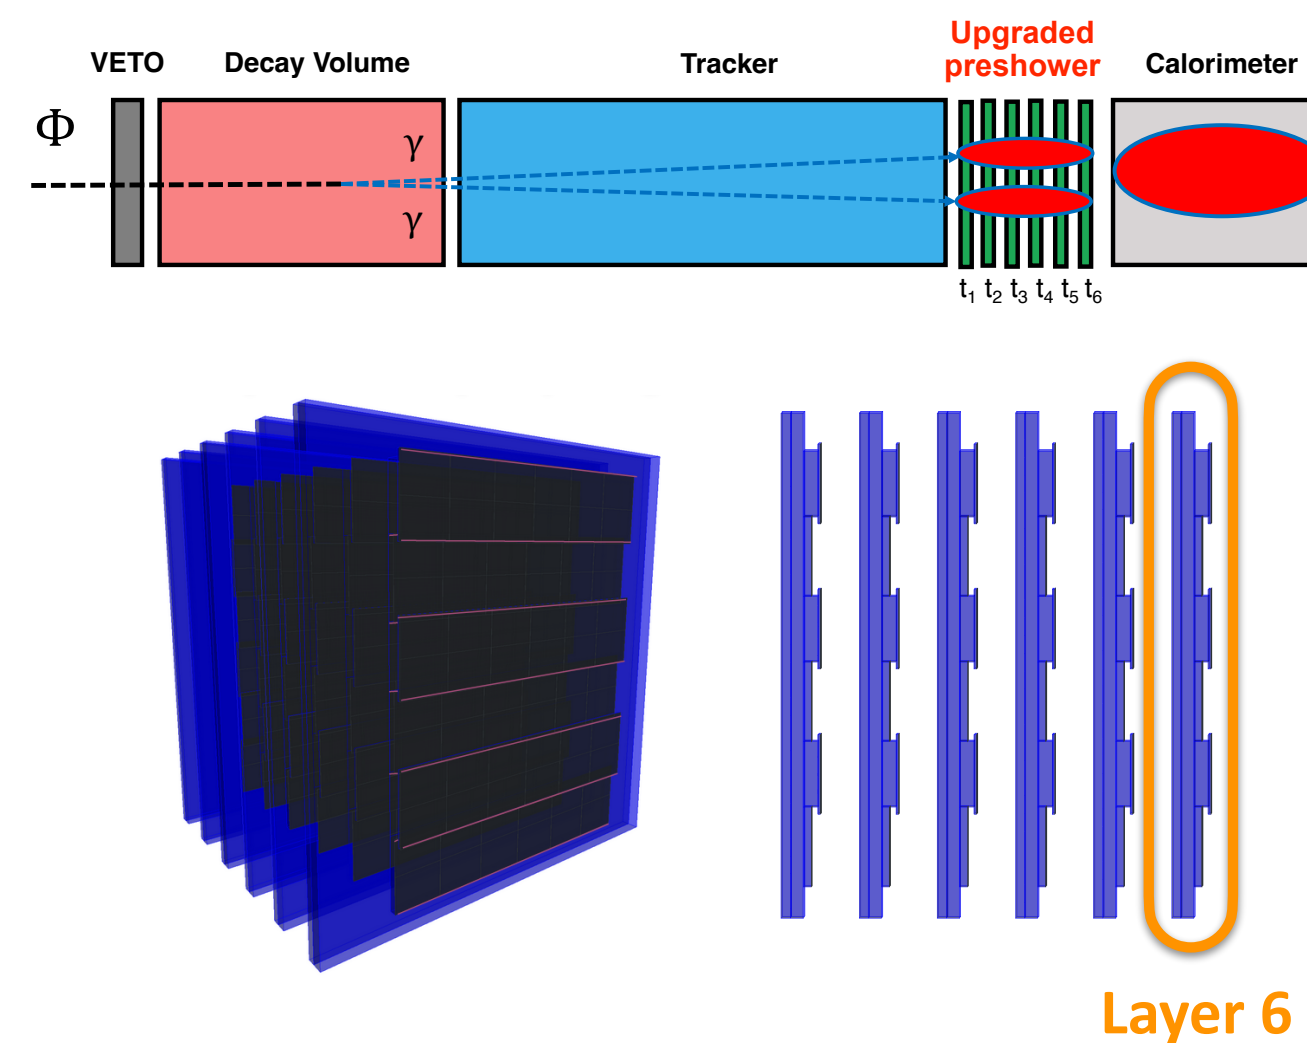 Upgraded
VETO Decay Volume Tracker preshower Calorimeter
Φ
γ
γ
t₁ t₂ t₃ t₄ t₅ t₆
Layer 6